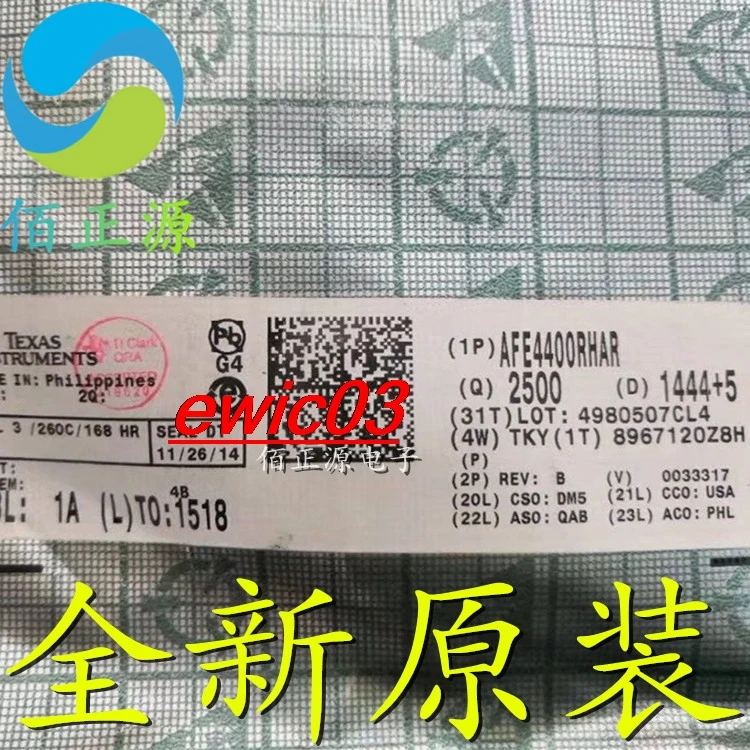 佰正源
TEXAS
INSTRUMENTS
Pb
G4
IN: Philippines
2Q:
3 /260C/168 HR
SEAL DT
11/26/14
1A (L)TO:1518
4B
(1P) AFE4400RHAR
(Q) 2500 (D) 1444+5
(31T)LOT: 4980507CL4
(4W) TKY(1T) 8967120Z8H
(P)
(2P) REV: B (V) 0033317
(20L) CSO: DM5 (21L) CCO: USA
(22L) ASO: QAB (23L) ACO: PHL
ewic03
佰正源电子
全新原装